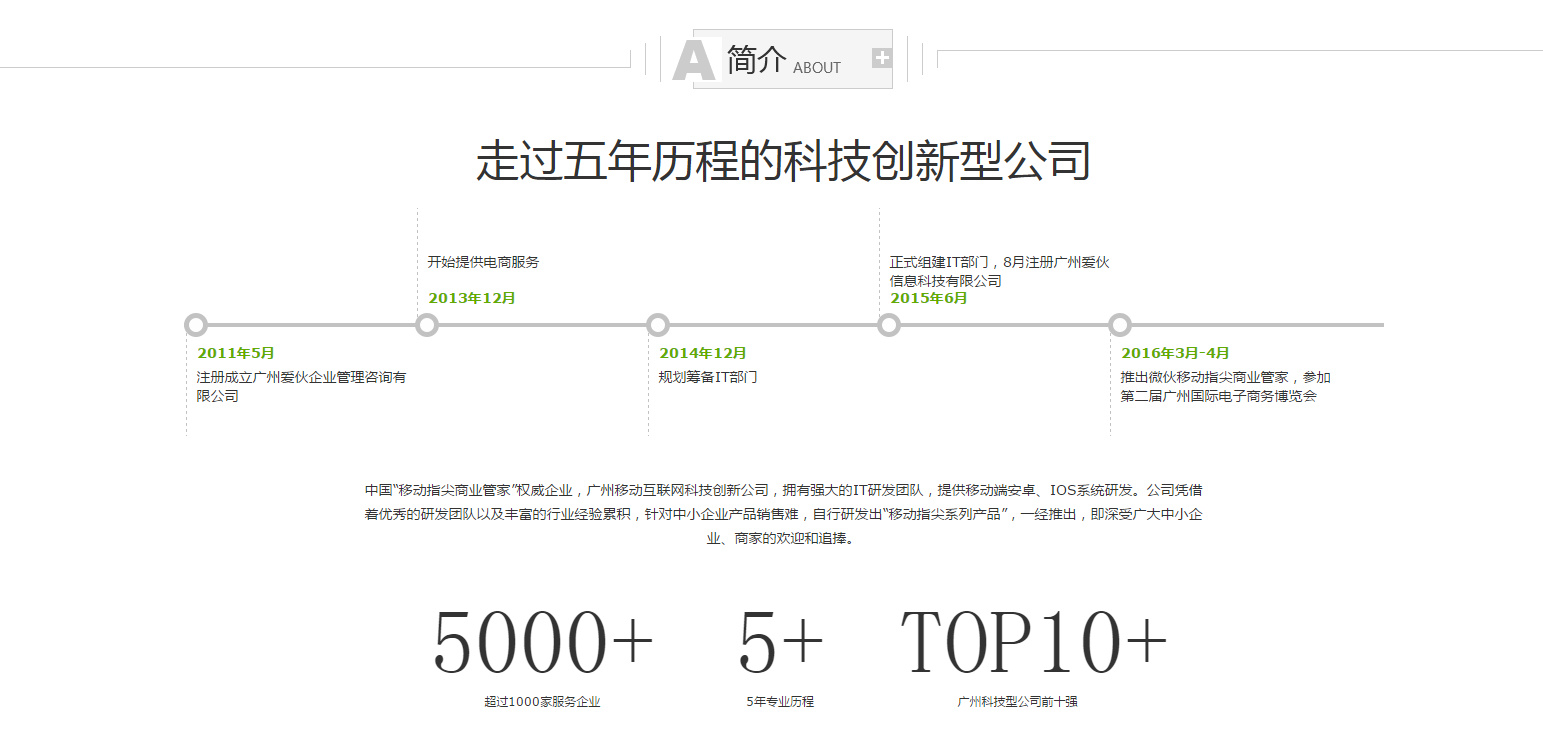 A 简介 ABOUT
走过五年历程的科技创新型公司
开始提供电商服务
2013年12月
正式组建IT部门，8月注册广州爱伙
信息科技有限公司
2015年6月
2011年5月
注册成立广州爱伙企业管理咨询有
限公司
2014年12月
规划筹备IT部门
2016年3月-4月
推出微伙移动指尖商业管家，参加
第二届广州国际电子商务博览会
中国“移动指尖商业管家”权威企业，广州移动互联网科技创新公司，拥有强大的IT研发团队，提供移动端安卓、IOS系统研发。公司凭借
着优秀的研发团队以及丰富的行业经验累积，针对中小企业产品销售难，自行研发出“移动指尖系列产品”，一经推出，即深受广大中小企
业、商家的欢迎和追捧。
5000+
超过1000家服务企业
5+
5年专业历程
TOP10+
广州科技型公司前十强